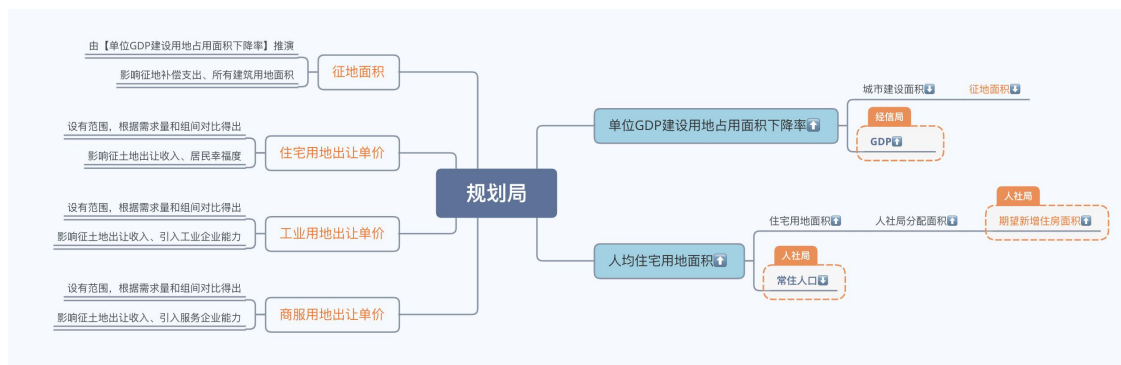 由【单位GDP建设用地占用面积下降率】推演
影响征地补偿支出、所有建筑用地面积
征地面积
设有范围，根据需求量和组间对比得出
影响征土地出让收入、居民幸福度
住宅用地出让单价
设有范围，根据需求量和组间对比得出
影响征土地出让收入、引入工业企业能力
工业用地出让单价
设有范围，根据需求量和组间对比得出
影响征土地出让收入、引入服务企业能力
商服用地出让单价
规划局
单位GDP建设用地占用面积下降率⬆️
城市建设面积⬇️
征地面积⬇️
经信局
GDP⬆️
人均住宅用地面积⬆️
住宅用地面积⬆️
人社局分配面积⬆️
人社局
期望新增住房面积⬆️
人社局
常住人口⬇️